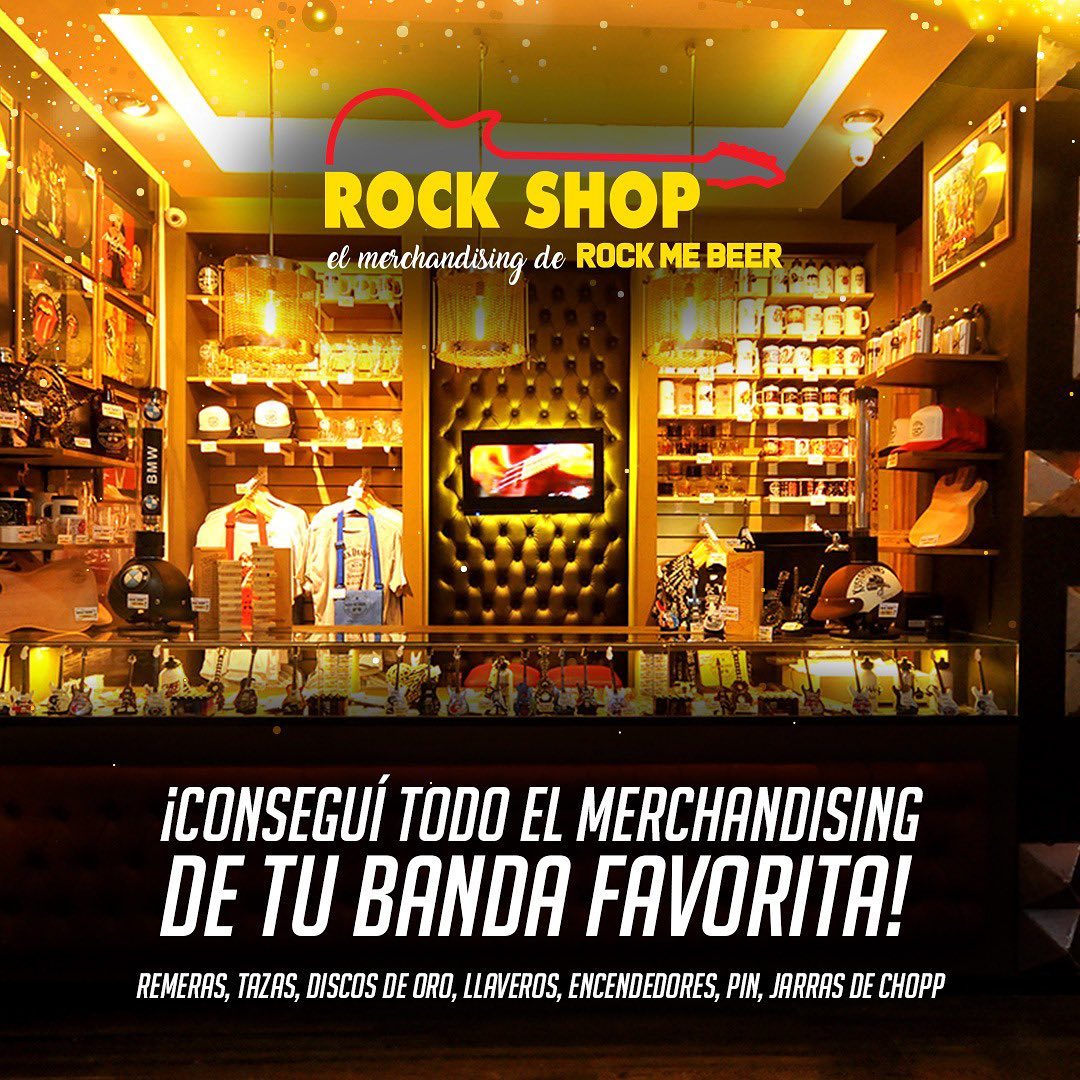 ROCK SHOP
el merchandising de ROCK ME BEER
BMW
¡CONSEGUÍ TODO EL MERCHANDISING
DE TU BANDA FAVORITA!
REMERAS, TAZAS, DISCOS DE ORO, LLAVEROS, ENCENDEDORES, PIN, JARRAS DE CHOPP